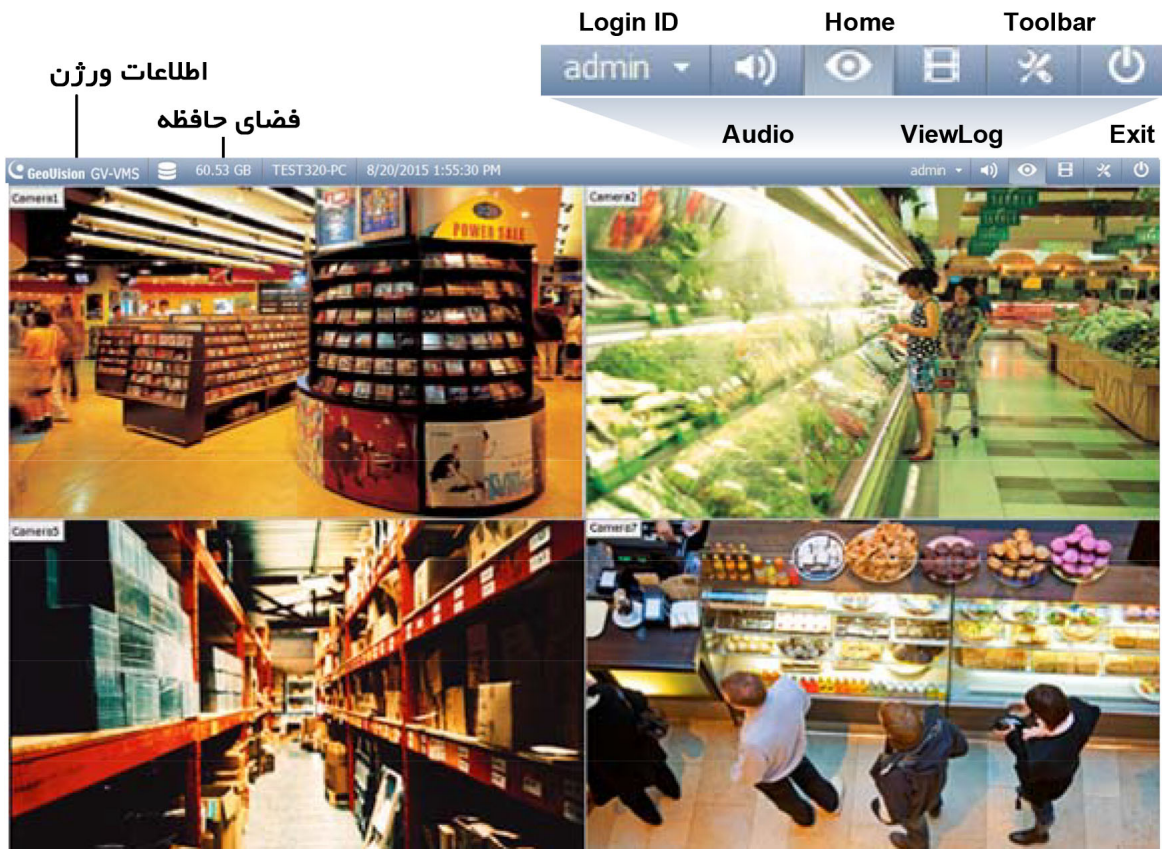 Login ID
Home
Toolbar
admin
اطلاعات ورژن
فضای حافظه
Audio
ViewLog
Exit
GeoVision GV-VMS
60.53 GB
TEST320-PC
8/20/2015 1:55:30 PM
admin
Camera1
Camera2
POWER SALE
Camera5
Camera7